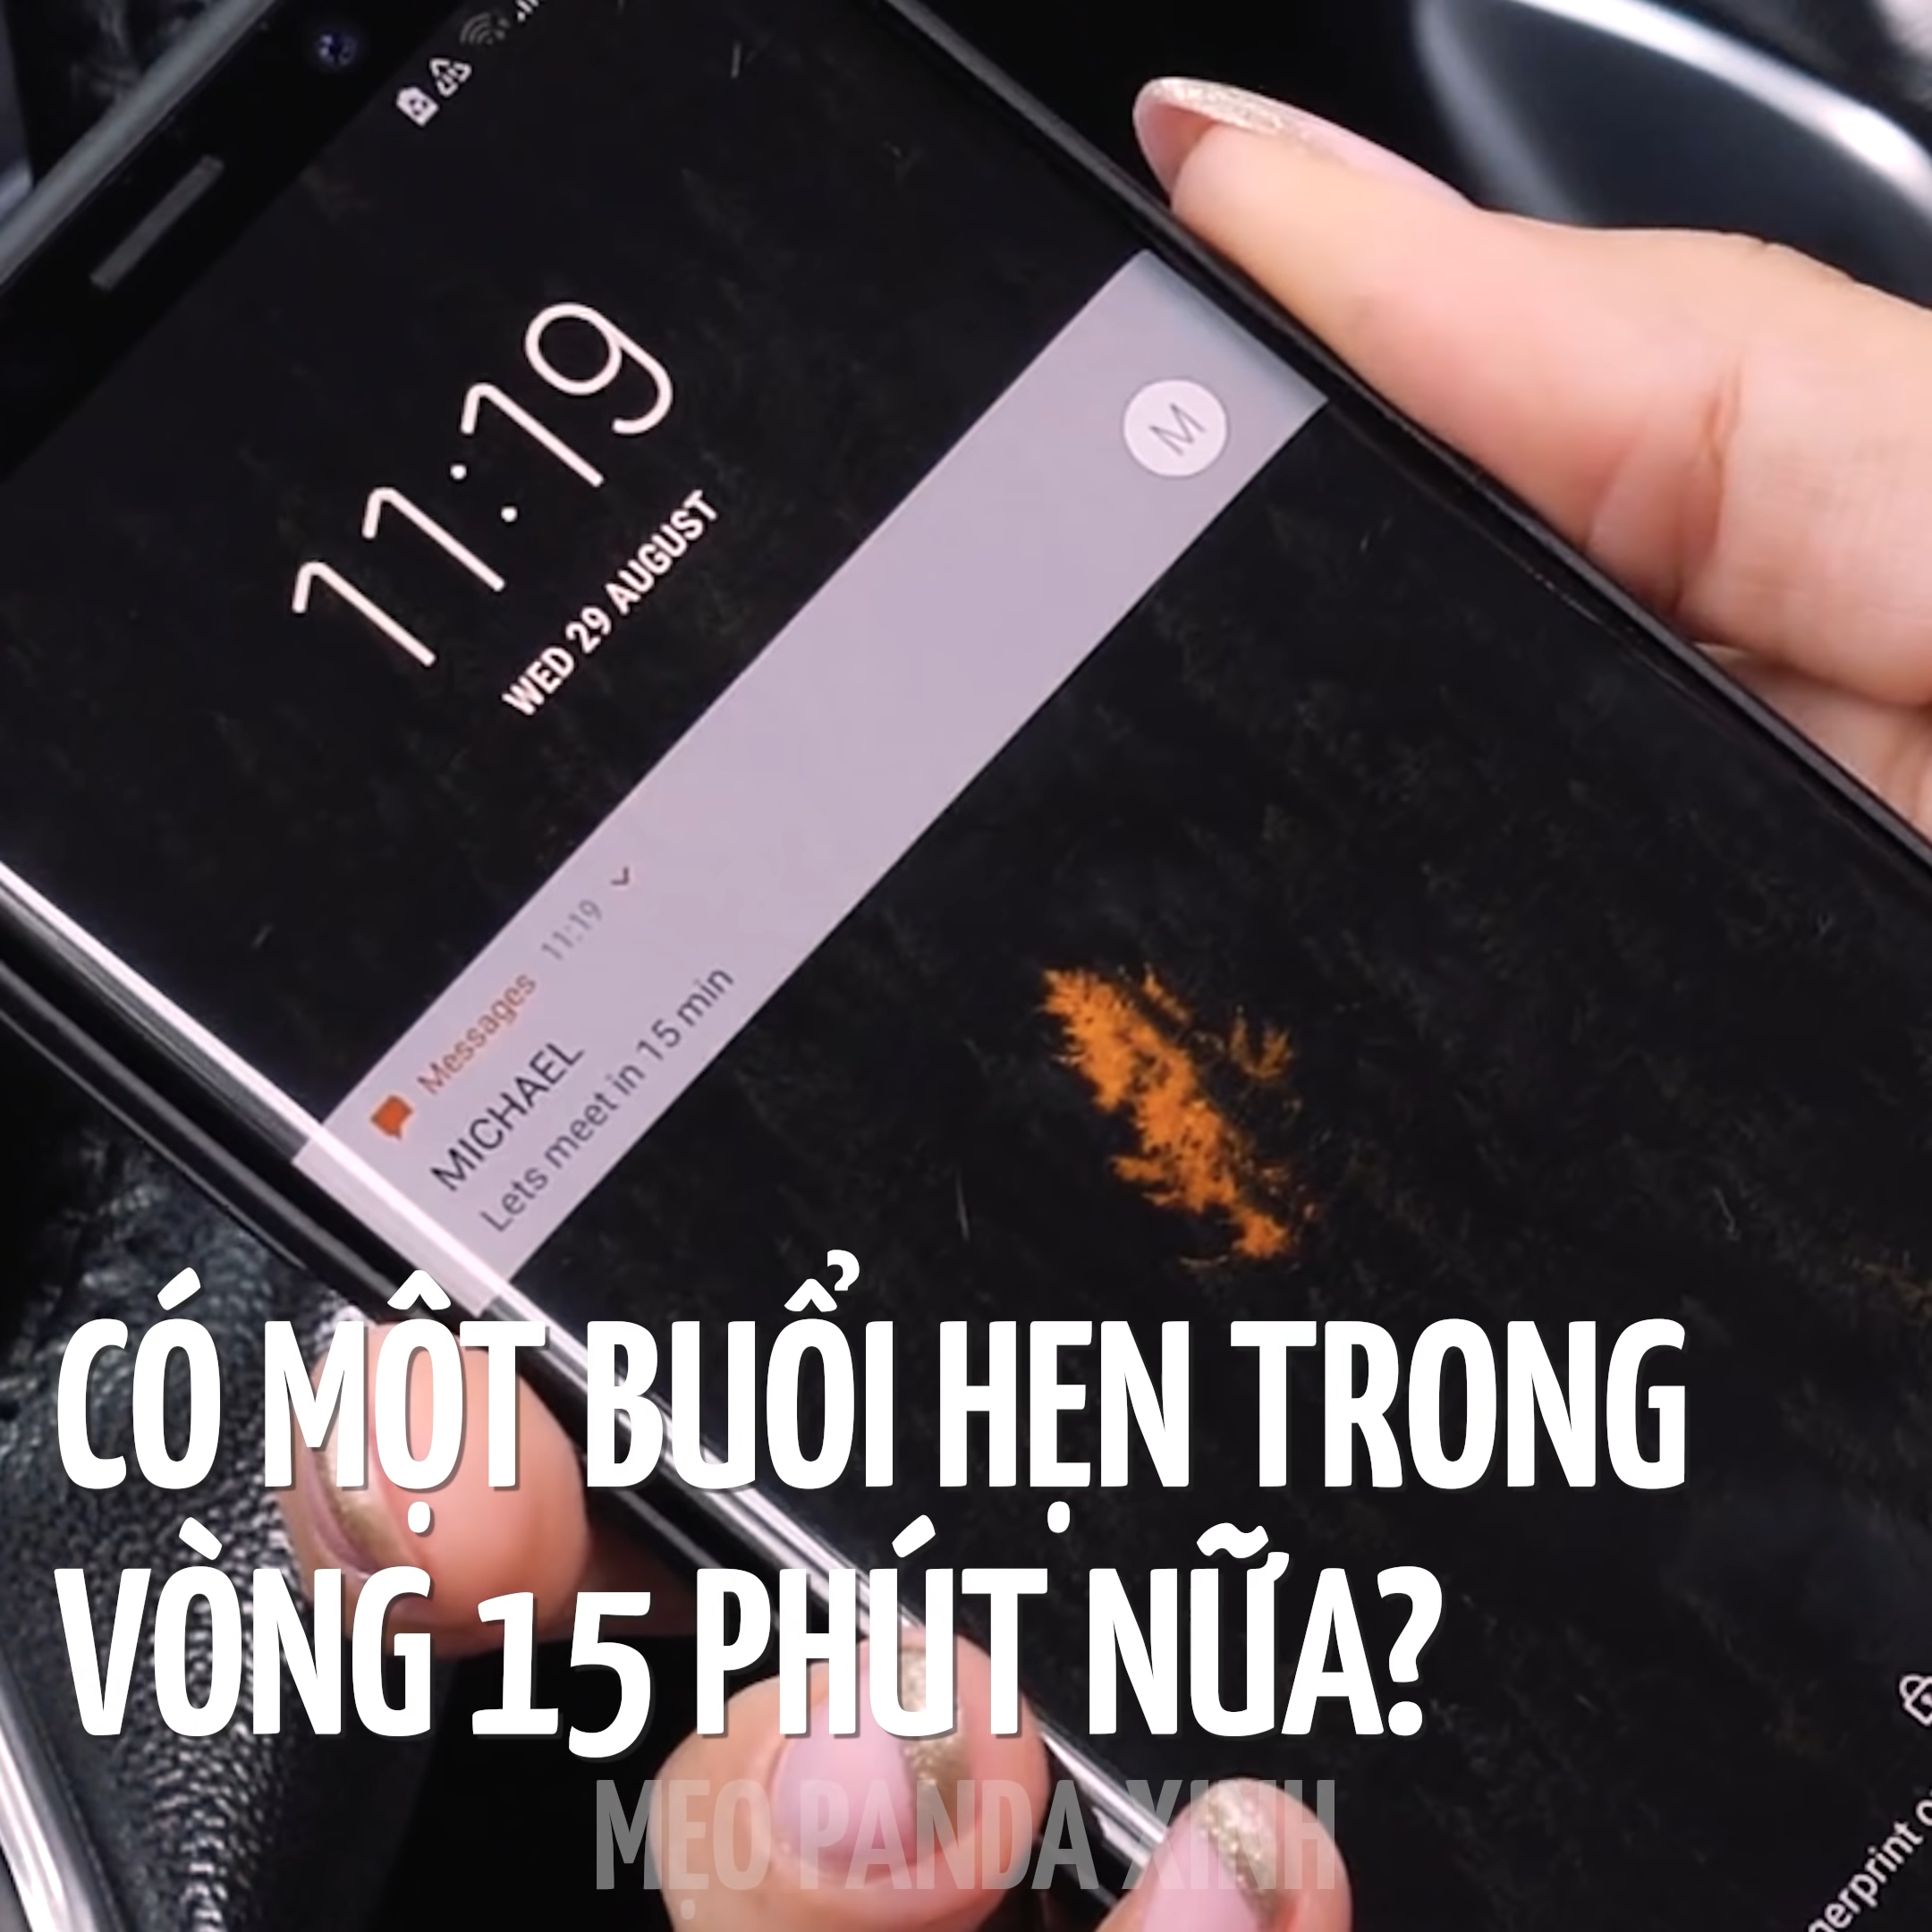 11:19
WED 29 AUGUST
M
Messages 11:19
MICHAEL
Lets meet in 15 min
CÓ MỘT BUỔI HẸN TRONG
VÒNG 15 PHÚT NỮA?
MẸO PANDA XINH